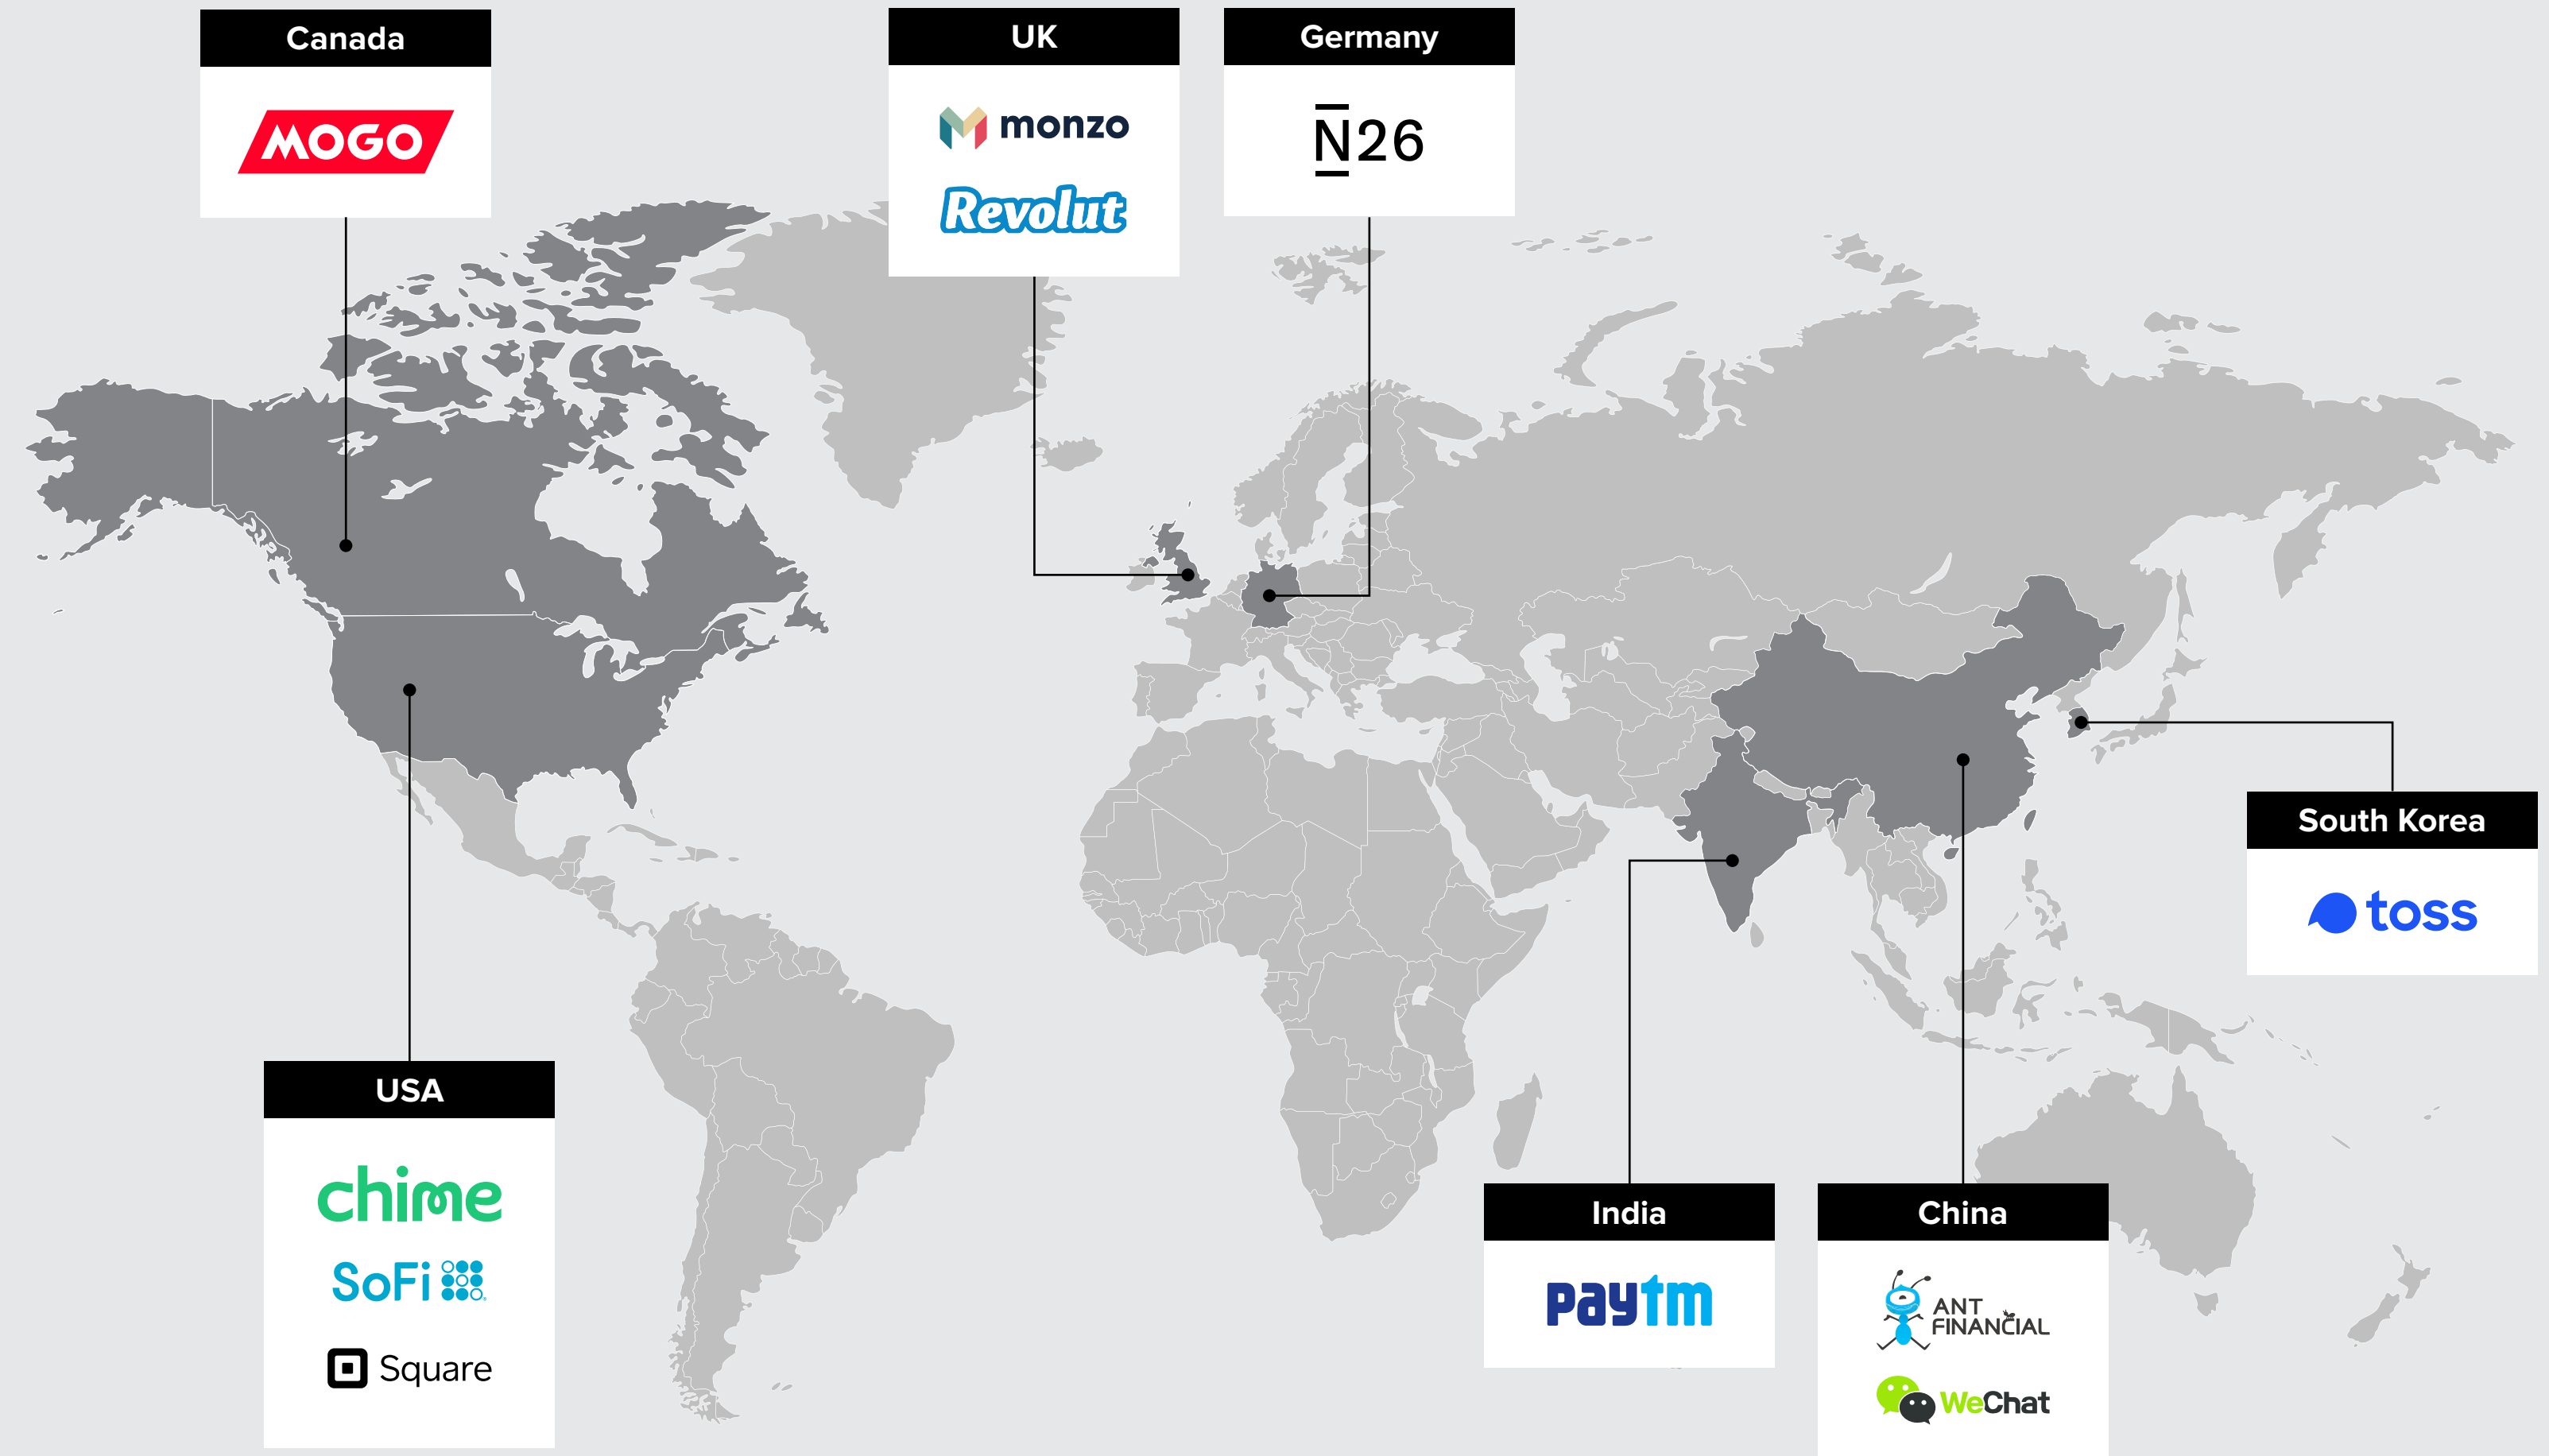 Canada
MOGO
UK
monzo
Revolut
Germany
N26
South Korea
toss
USA
chime
SoFi
Square
India
paytm
China
ANT
FINANCIAL
WeChat